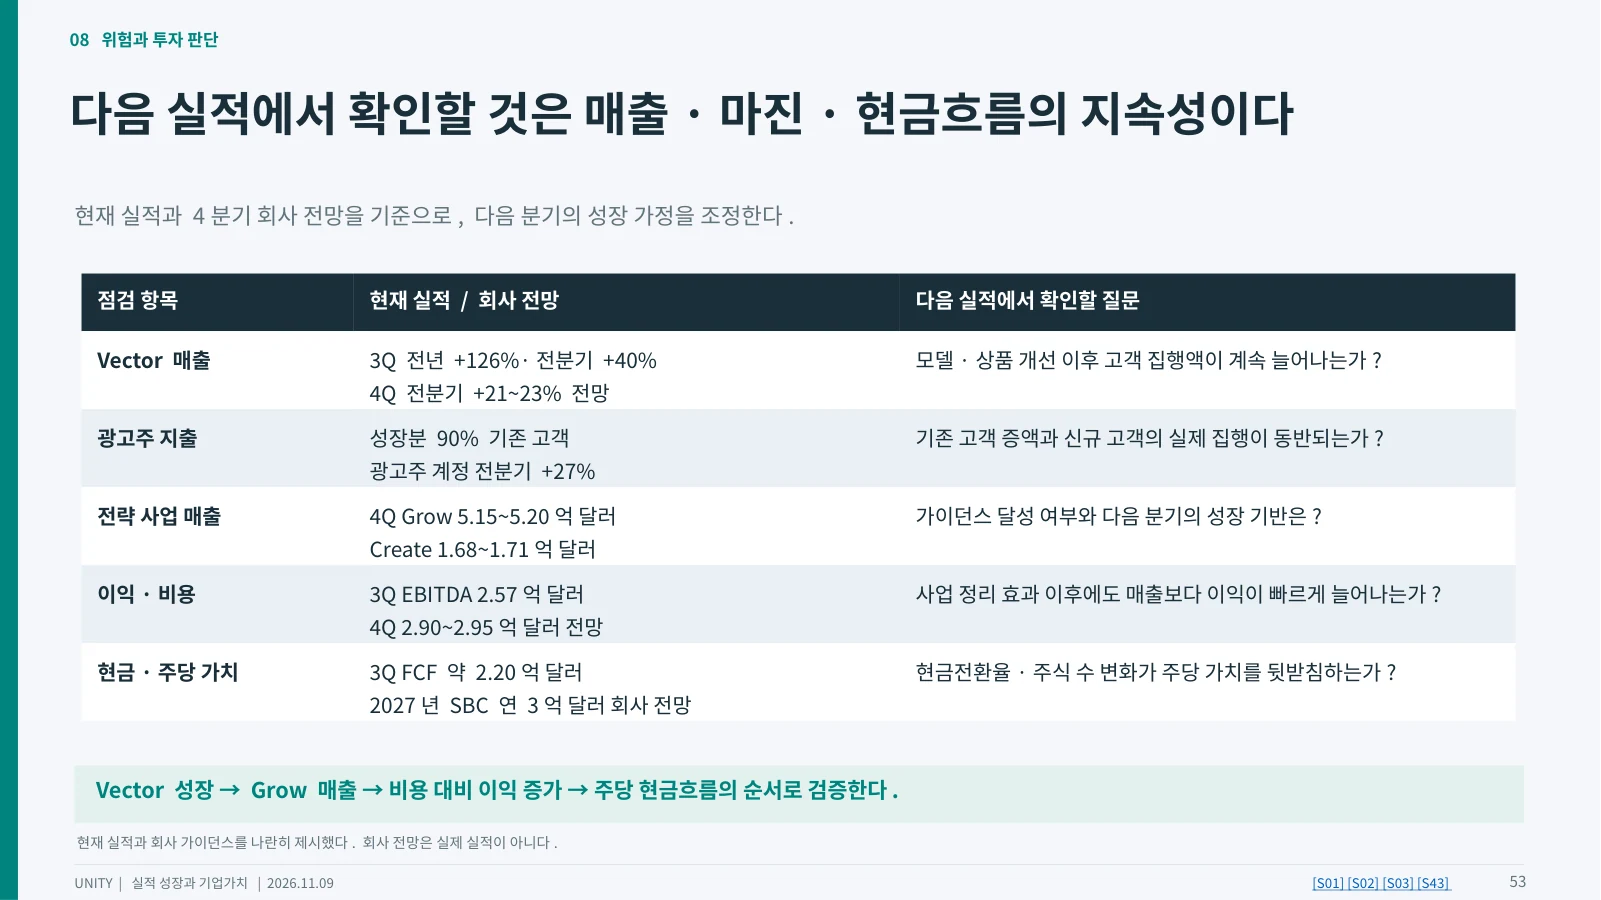 08 위험과 투자 판단
다음 실적에서 확인할 것은 매출 · 마진 · 현금흐름의 지속성이다
현재 실적과 4 분기 회사 전망을 기준으로 , 다음 분기의 성장 가정을 조정한다 .
점검 항목 현재 실적 / 회사 전망 다음 실적에서 확인할 질문
Vector 매출 3Q 전년 +126%· 전분기 +40% 모델 · 상품 개선 이후 고객 집행액이 계속 늘어나는가 ?
4Q 전분기 +21~23% 전망
광고주 지출 성장분 90% 기존 고객 기존 고객 증액과 신규 고객의 실제 집행이 동반되는가 ?
광고주 계정 전분기 +27%
전략 사업 매출 4Q Grow 5.15~5.20 억 달러 가이던스 달성 여부와 다음 분기의 성장 기반은 ?
Create 1.68~1.71 억 달러
이익 · 비용 3Q EBITDA 2.57 억 달러 사업 정리 효과 이후에도 매출보다 이익이 빠르게 늘어나는가 ?
4Q 2.90~2.95 억 달러 전망
현금 · 주당 가치 3Q FCF 약 2.20 억 달러 현금전환율 · 주식 수 변화가 주당 가치를 뒷받침하는가 ?
2027 년 SBC 연 3 억 달러 회사 전망
Vector 성장 → Grow 매출 → 비용 대비 이익 증가 → 주당 현금흐름의 순서로 검증한다 .
현재 실적과 회사 가이던스를 나란히 제시했다 . 회사 전망은 실제 실적이 아니다 .
UNITY | 실적 성장과 기업가치 | 2026.11.09 [S01] [S02] [S03] [S43] 53